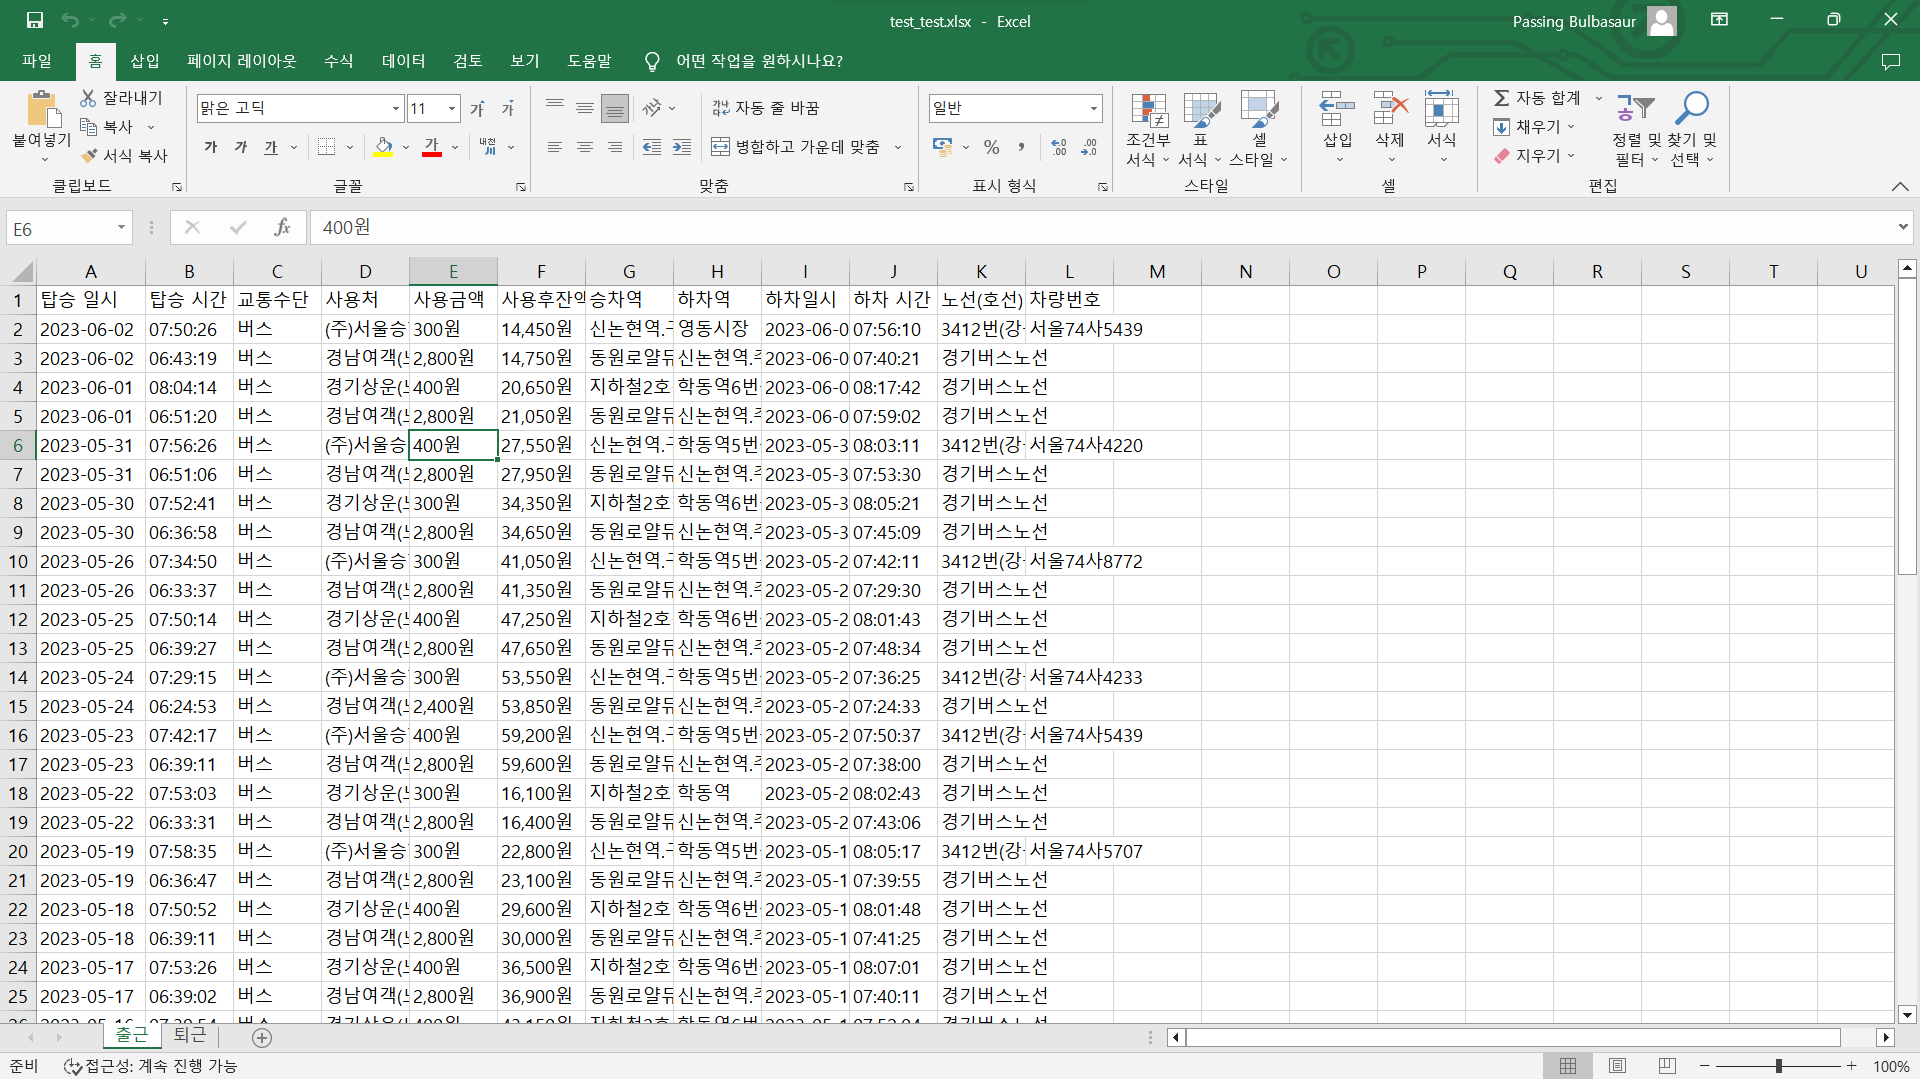 test_test.xlsx - Excel
Passing Bulbasaur
파일 홈 삽입 페이지 레이아웃 수식 데이터 검토 보기 도움말 어떤 작업을 원하시나요?
붙여넣기
잘라내기
복사
서식 복사
클립보드
맑은 고딕 11
가 가 가
글꼴
자동 줄 바꿈
병합하고 가운데 맞춤
맞춤
일반
표시 형식
조건부 서식
표 서식
셀 스타일
스타일
삽입 삭제 서식
셀
자동 합계
채우기
지우기
정렬 및 필터
찾기 및 선택
편집
E6 fx 400원
A B C D E F G H I J K L M N O P Q R S T U
1 탑승 일시 탑승 시간 교통수단 사용처 사용금액 사용후잔액 승차역 하차역 하차일시 하차 시간 노선(호선) 차량번호
2 2023-06-02 07:50:26 버스 (주)서울승 300원 14,450원 신논현역.구 영동시장 2023-06-0 07:56:10 3412번(강 서울74사5439
3 2023-06-02 06:43:19 버스 경남여객(노 2,800원 14,750원 동원로얄듀 신논현역.주 2023-06-0 07:40:21 경기버스노선
4 2023-06-01 08:04:14 버스 경기상운(노 400원 20,650원 지하철2호 학동역6번 2023-06-0 08:17:42 경기버스노선
5 2023-06-01 06:51:20 버스 경남여객(노 2,800원 21,050원 동원로얄듀 신논현역.주 2023-06-0 07:59:02 경기버스노선
6 2023-05-31 07:56:26 버스 (주)서울승 400원 27,550원 신논현역.구 학동역5번 2023-05-3 08:03:11 3412번(강 서울74사4220
7 2023-05-31 06:51:06 버스 경남여객(노 2,800원 27,950원 동원로얄듀 신논현역.주 2023-05-3 07:53:30 경기버스노선
8 2023-05-30 07:52:41 버스 경기상운(노 300원 34,350원 지하철2호 학동역6번 2023-05-3 08:05:21 경기버스노선
9 2023-05-30 06:36:58 버스 경남여객(노 2,800원 34,650원 동원로얄듀 신논현역.주 2023-05-3 07:45:09 경기버스노선
10 2023-05-26 07:34:50 버스 (주)서울승 300원 41,050원 신논현역.구 학동역5번 2023-05-2 07:42:11 3412번(강 서울74사8772
11 2023-05-26 06:33:37 버스 경남여객(노 2,800원 41,350원 동원로얄듀 신논현역.주 2023-05-2 07:29:30 경기버스노선
12 2023-05-25 07:50:14 버스 경기상운(노 400원 47,250원 지하철2호 학동역6번 2023-05-2 08:01:43 경기버스노선
13 2023-05-25 06:39:27 버스 경남여객(노 2,800원 47,650원 동원로얄듀 신논현역.주 2023-05-2 07:48:34 경기버스노선
14 2023-05-24 07:29:15 버스 (주)서울승 300원 53,550원 신논현역.구 학동역5번 2023-05-2 07:36:25 3412번(강 서울74사4233
15 2023-05-24 06:24:53 버스 경남여객(노 2,400원 53,850원 동원로얄듀 신논현역.주 2023-05-2 07:24:33 경기버스노선
16 2023-05-23 07:42:17 버스 (주)서울승 400원 59,200원 신논현역.구 학동역5번 2023-05-2 07:50:37 3412번(강 서울74사5439
17 2023-05-23 06:39:11 버스 경남여객(노 2,800원 59,600원 동원로얄듀 신논현역.주 2023-05-2 07:38:00 경기버스노선
18 2023-05-22 07:53:03 버스 경기상운(노 300원 16,100원 지하철2호 학동역 2023-05-2 08:02:43 경기버스노선
19 2023-05-22 06:33:31 버스 경남여객(노 2,800원 16,400원 동원로얄듀 신논현역.주 2023-05-2 07:43:06 경기버스노선
20 2023-05-19 07:58:35 버스 (주)서울승 300원 22,800원 신논현역.구 학동역5번 2023-05-1 08:05:17 3412번(강 서울74사5707
21 2023-05-19 06:36:47 버스 경남여객(노 2,800원 23,100원 동원로얄듀 신논현역.주 2023-05-1 07:39:55 경기버스노선
22 2023-05-18 07:50:52 버스 경기상운(노 400원 29,600원 지하철2호 학동역6번 2023-05-1 08:01:48 경기버스노선
23 2023-05-18 06:39:11 버스 경남여객(노 2,800원 30,000원 동원로얄듀 신논현역.주 2023-05-1 07:41:25 경기버스노선
24 2023-05-17 07:53:26 버스 경기상운(노 400원 36,500원 지하철2호 학동역6번 2023-05-1 08:07:01 경기버스노선
25 2023-05-17 06:39:02 버스 경남여객(노 2,800원 36,900원 동원로얄듀 신논현역.주 2023-05-1 07:40:11 경기버스노선
출근 퇴근
준비 접근성: 계속 진행 가능 100%